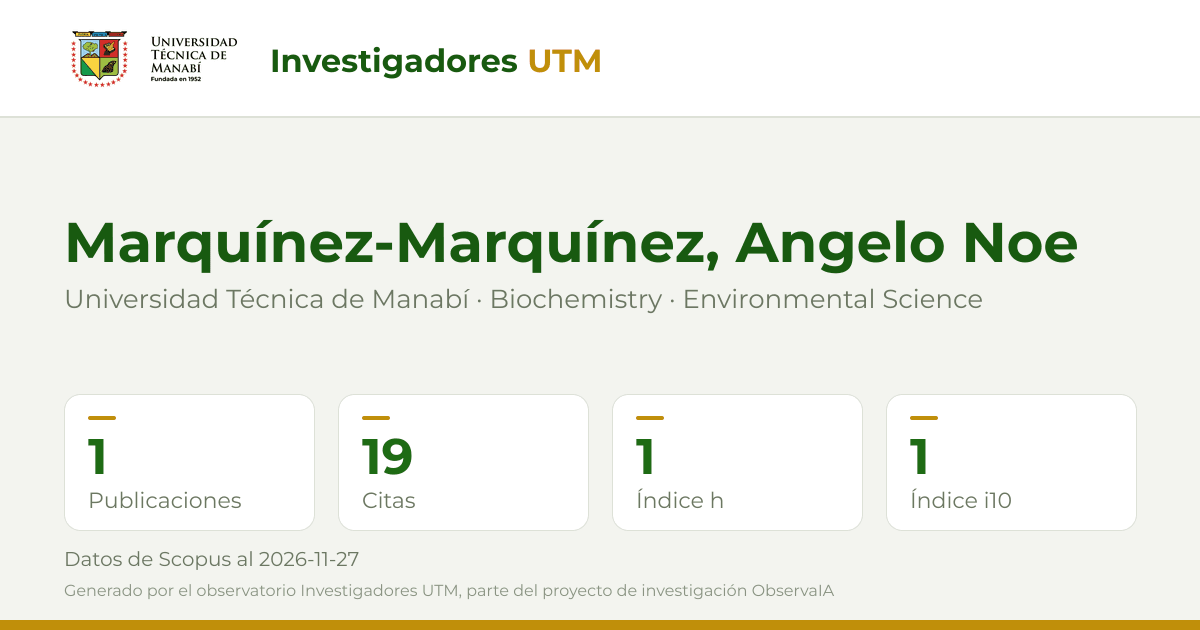 UNIVERSIDAD
TÉCNICA DE
MANABÍ
Fundada en 1952
Investigadores UTM
Marquínez-Marquínez, Angelo Noe
Universidad Técnica de Manabí · Biochemistry · Environmental Science
1
Publicaciones
19
Citas
1
Índice h
1
Índice i10
Datos de Scopus al 2026-11-27
Generado por el observatorio Investigadores UTM, parte del proyecto de investigación ObservaIA